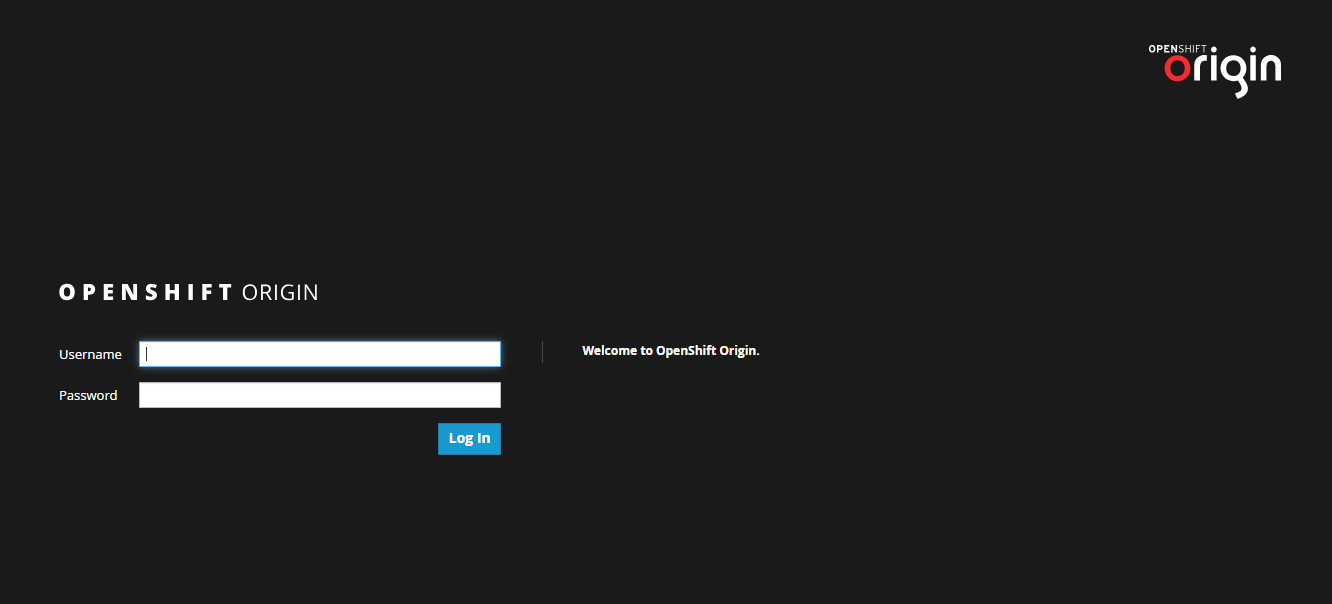 OPENSHIFT
origin
OPENSHIFT ORIGIN
Username
Welcome to OpenShift Origin.
Password
Log In